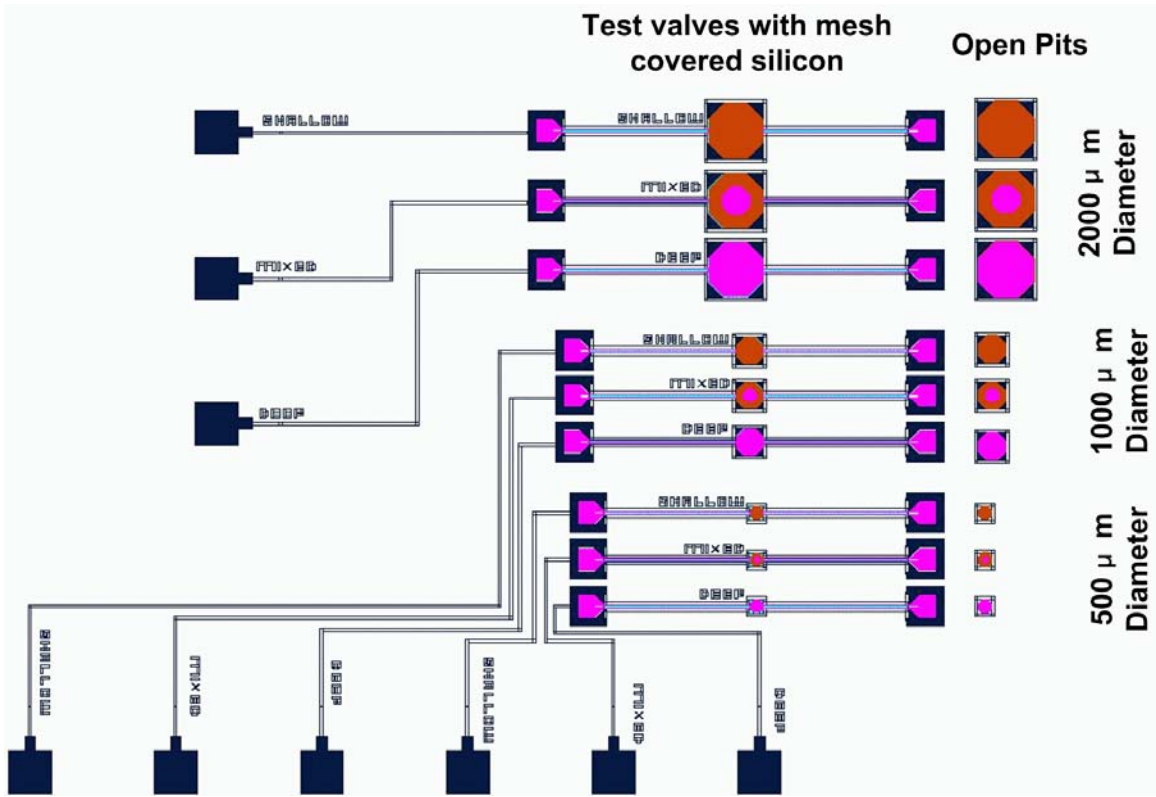 Test valves with mesh
covered silicon
Open Pits
SHALLOW
SHALLOW
MIXED
MIXED
DEEP
DEEP
2000 μ m
Diameter
SHALLOW
MIXED
DEEP
1000 μ m
Diameter
SHALLOW
MIXED
DEEP
500 μ m
Diameter
SHALLOW
MIXED
DEEP
SHALLOW
MIXED
DEEP